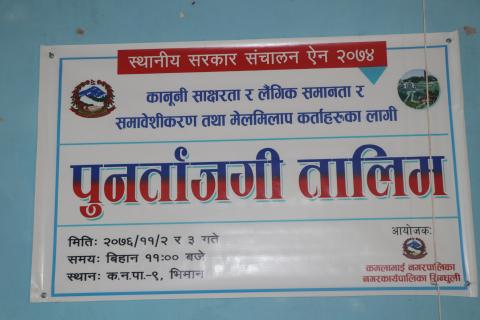 स्थानीय सरकार संचालन ऐन २०७४
कानूनी साक्षरता र लैंगिक समानता र
समावेशीकरण तथा मेलमिलाप कर्ताहरुका लागी
पुनर्ताजगी तालिम
मितिः २०७६/११/२ र ३ गते
समयः बिहान ११:०० बजे
स्थानः क.न.पा.-९, भिमान
आयोजकः
कमलामाई नगरपालिका
नगरकार्यपालिका सिन्धुली